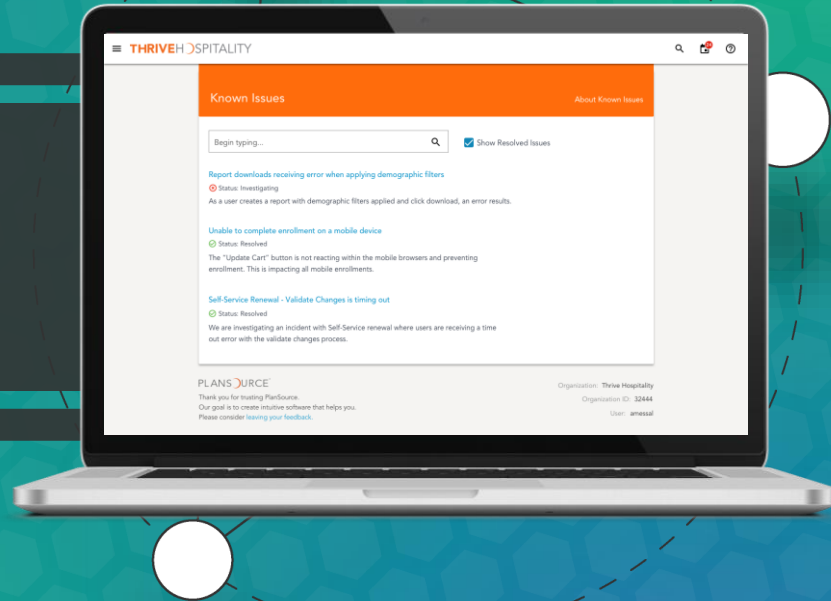 THRIVEHOSPITALITY
Known Issues
About Known Issues
Begin typing...
Show Resolved Issues
Report downloads receiving error when applying demographic filters
Status: Investigating
As a user creates a report with demographic filters applied and click download, an error results.
Unable to complete enrollment on a mobile device
Status: Resolved
The "Update Cart" button is not reacting within the mobile browsers and preventing
enrollment. This is impacting all mobile enrollments.
Self-Service Renewal - Validate Changes is timing out
Status: Resolved
We are investigating an incident with Self-Service renewal where users are receiving a time
out error with the validate changes process.
PLANSOURCE
Thank you for trusting PlanSource.
Our goal is to create intuitive software that helps you.
Please consider leaving your feedback.
Organization: Thrive Hospitality
Organization ID: 32444
User: amessal